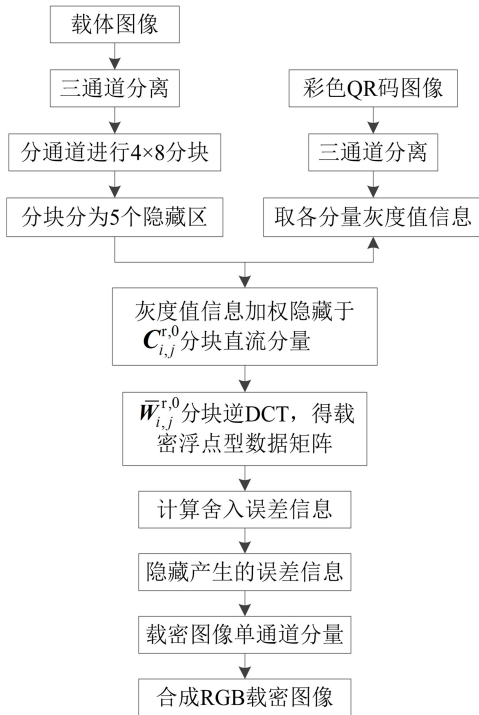 载体图像
三通道分离
分通道进行4×8分块
分块分为5个隐藏区
彩色QR码图像
三通道分离
取各分量灰度值信息
灰度值信息加权隐藏于
C_{i,j}^{r,0}分块直流分量
W̅_{i,j}^{r,0}分块逆DCT，得载
密浮点型数据矩阵
计算舍入误差信息
隐藏产生的误差信息
载密图像单通道分量
合成RGB载密图像